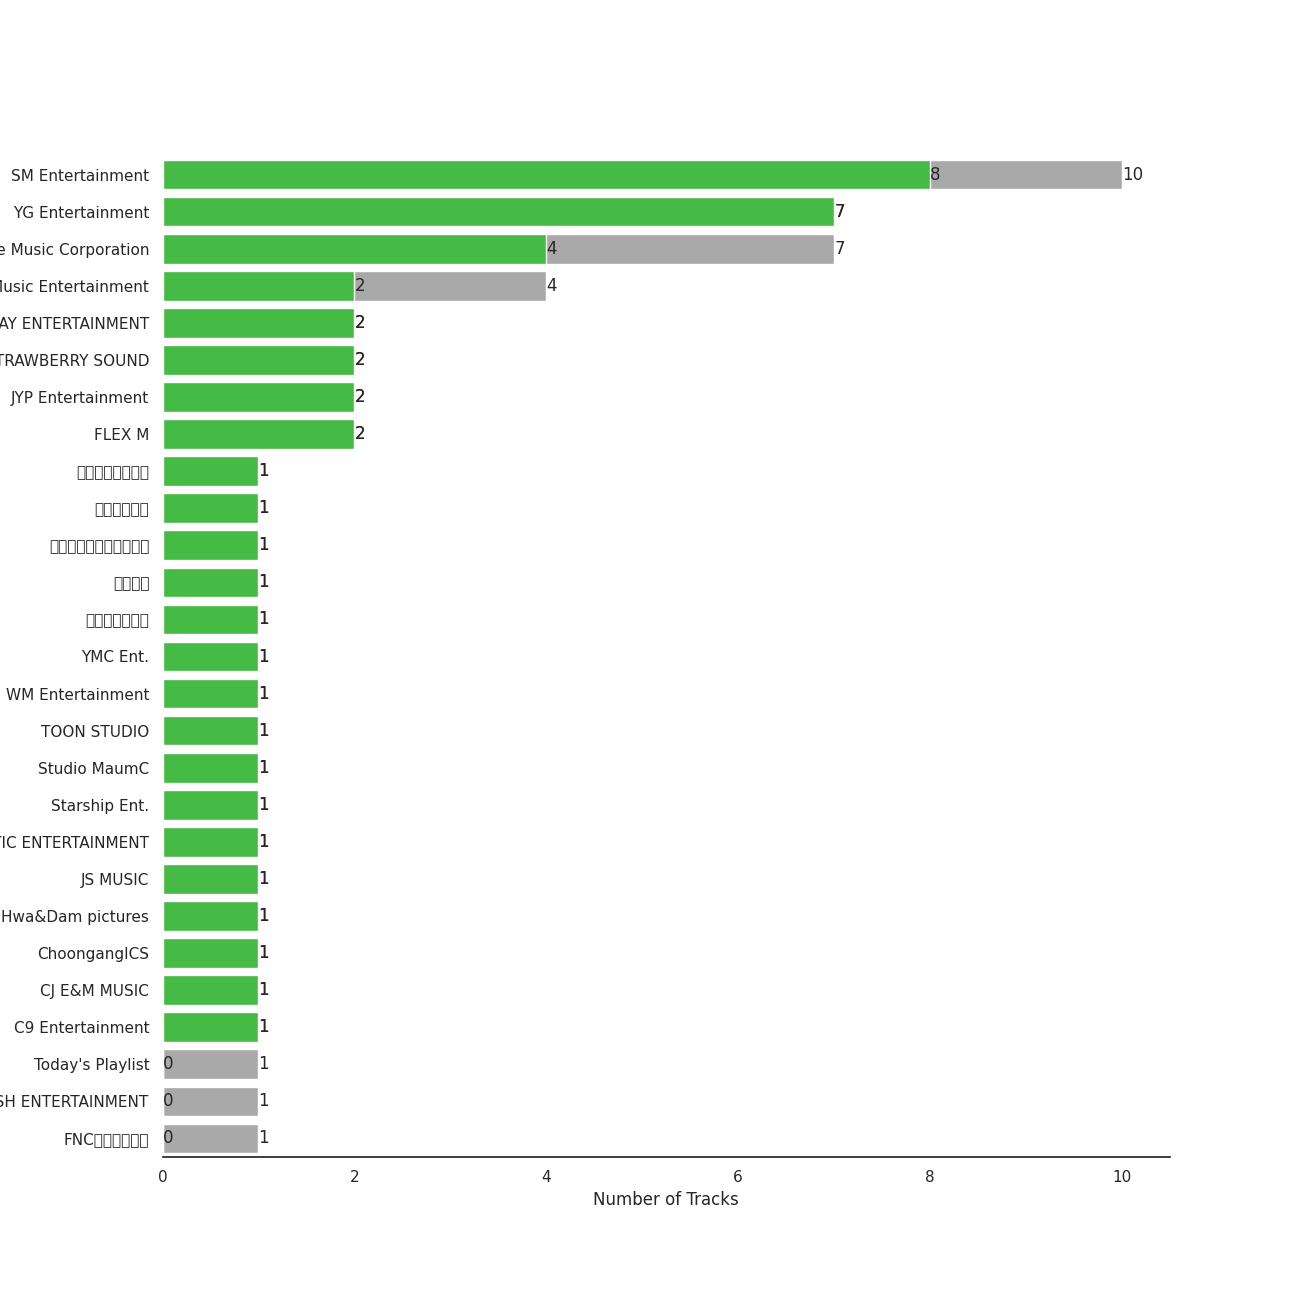 SM Entertainment 8 10
YG Entertainment 7
Music Corporation 4 7
Music Entertainment 2 4
ENTERTAINMENT 2
SOUND 2
JYP Entertainment 2
FLEX M 2
1
1
1
1
1
YMC Ent. 1
WM Entertainment 1
TOON STUDIO 1
Studio MaumC 1
Starship Ent. 1
ENTERTAINMENT 1
JS MUSIC 1
Hwa&Dam pictures 1
ChoongangICS 1
CJ E&M MUSIC 1
C9 Entertainment 1
Today's Playlist 0 1
ENTERTAINMENT 0 1
FNC 0 1
0 2 4 6 8 10
Number of Tracks